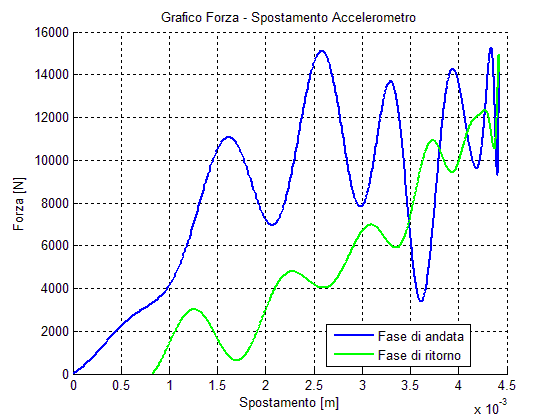 Grafico Forza - Spostamento Accelerometro
16000
14000
12000
10000
8000
6000
4000
2000
0
Forza [N]
0 0.5 1 1.5 2 2.5 3 3.5 4 4.5
Spostamento [m]
x 10⁻³
Fase di andata
Fase di ritorno